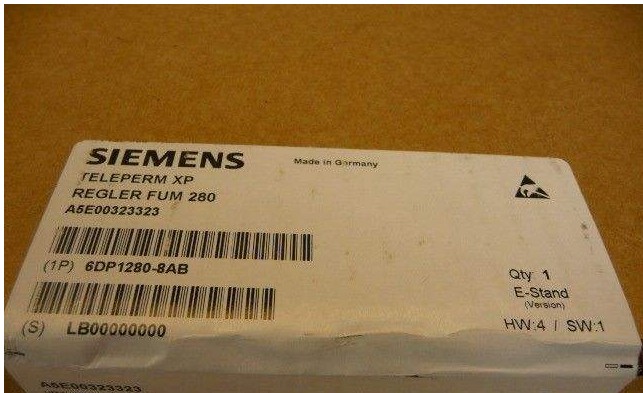 SIEMENS
Made in Germany
TELEPERM XP
REGLER FUM 280
A5E00323323
(1P) 6DP1280-8AB
Qty 1
E-Stand
(Version)
(S) LB00000000
HW:4 / SW:1
A5E00323323